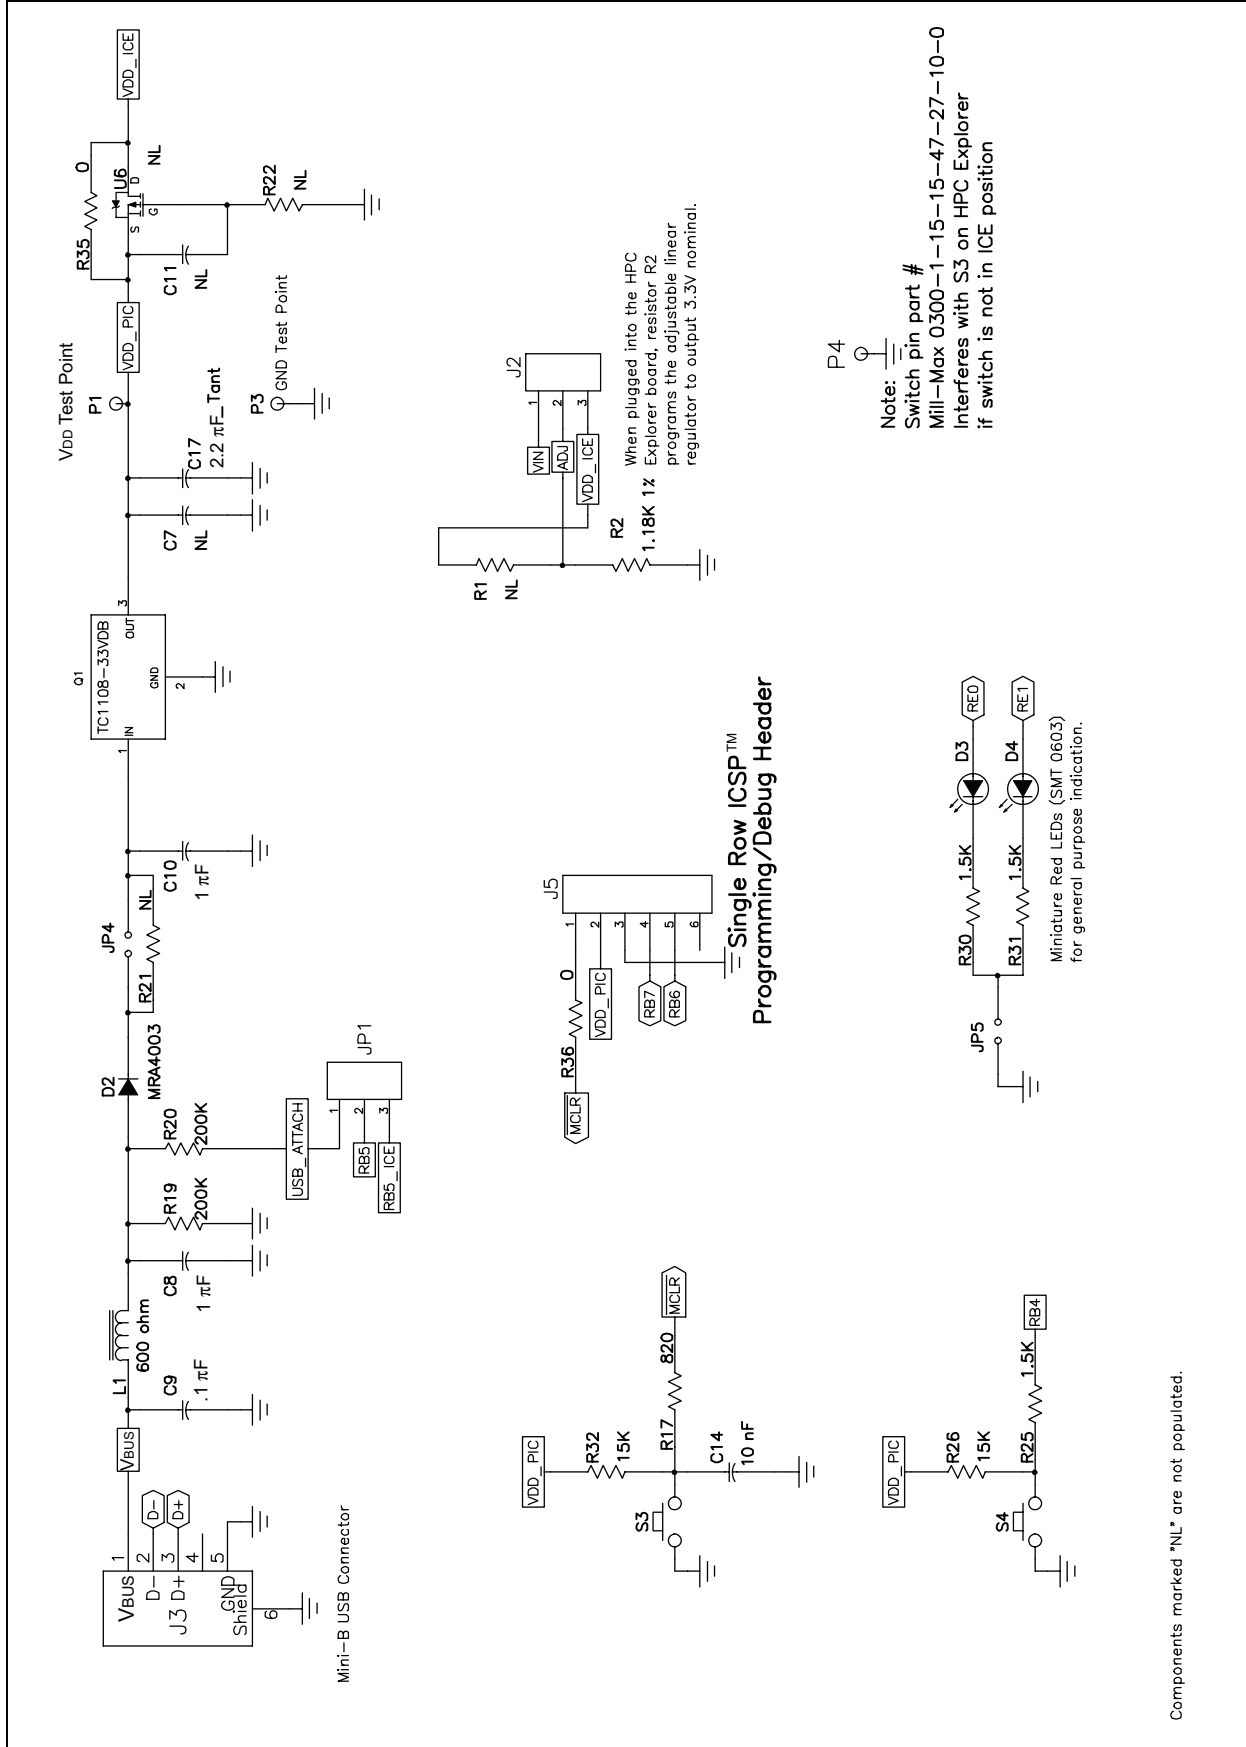 VBUS
D-
D+
GND
Shield
J3
1
2
3
4
5
6
D-
D+
Mini-B USB Connector
VBUS
C9
.1 πF
L1
600 ohm
C8
1 πF
R19
200K
R20
200K
USB_ATTACH
JP1
1
2
3
RB5
RB5_ICE
D2
MRA4003
JP4
R21
NL
C10
1 πF
Q1
TC1108-33VDB
IN
OUT
GND
1
2
3
C7
NL
C17
2.2 πF_Tant
VDD Test Point
P1
P3
GND Test Point
VDD_PIC
R35
0
U6
NL
S
D
G
C11
NL
R22
NL
VDD_ICE
VDD_PIC
R32
15K
S3
R17
820
MCLR
C14
10 nF
MCLR
R36
0
J5
1
2
3
4
5
6
VDD_PIC
RB7
RB6
Single Row ICSP™
Programming/Debug Header
R1
NL
R2
1.18K 1%
J2
1
2
3
VIN
ADJ
VDD_ICE
When plugged into the HPC
Explorer board, resistor R2
programs the adjustable linear
regulator to output 3.3V nominal.
VDD_PIC
R26
15K
S4
R25
1.5K
RB4
JP5
R30
1.5K
D3
RE0
R31
1.5K
D4
RE1
Miniature Red LEDs (SMT 0603)
for general purpose indication.
P4
Note:
Switch pin part #
Mill-Max 0300-1-15-15-47-27-10-0
Interferes with S3 on HPC Explorer
if switch is not in ICE position
Components marked "NL" are not populated.